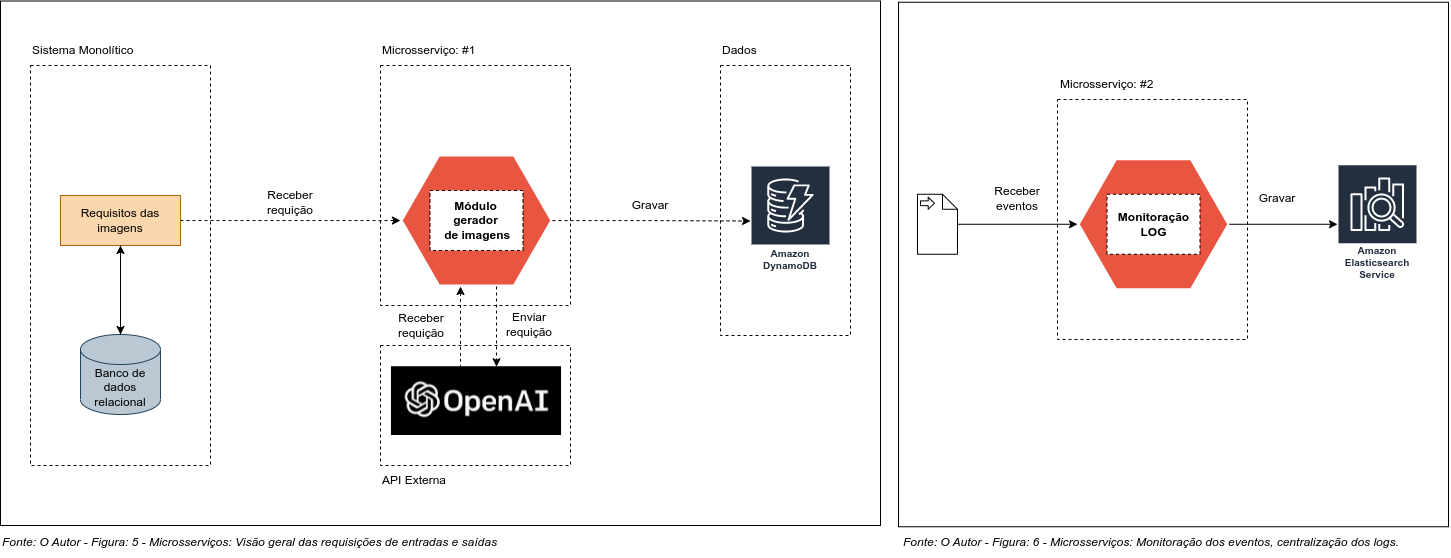 Sistema Monolítico
Microsserviço: #1
Dados
Requisitos das
imagens
Receber
requição
Módulo
gerador
de imagens
Gravar
Amazon
DynamoDB
Banco de
dados
relacional
Receber
requição
Enviar
requição
OpenAI
API Externa
Fonte: O Autor - Figura: 5 - Microsserviços: Visão geral das requisições de entradas e saídas
Microsserviço: #2
Receber
eventos
Monitoração
LOG
Gravar
Amazon
Elasticsearch
Service
Fonte: O Autor - Figura: 6 - Microsserviços: Monitoração dos eventos, centralização dos logs.